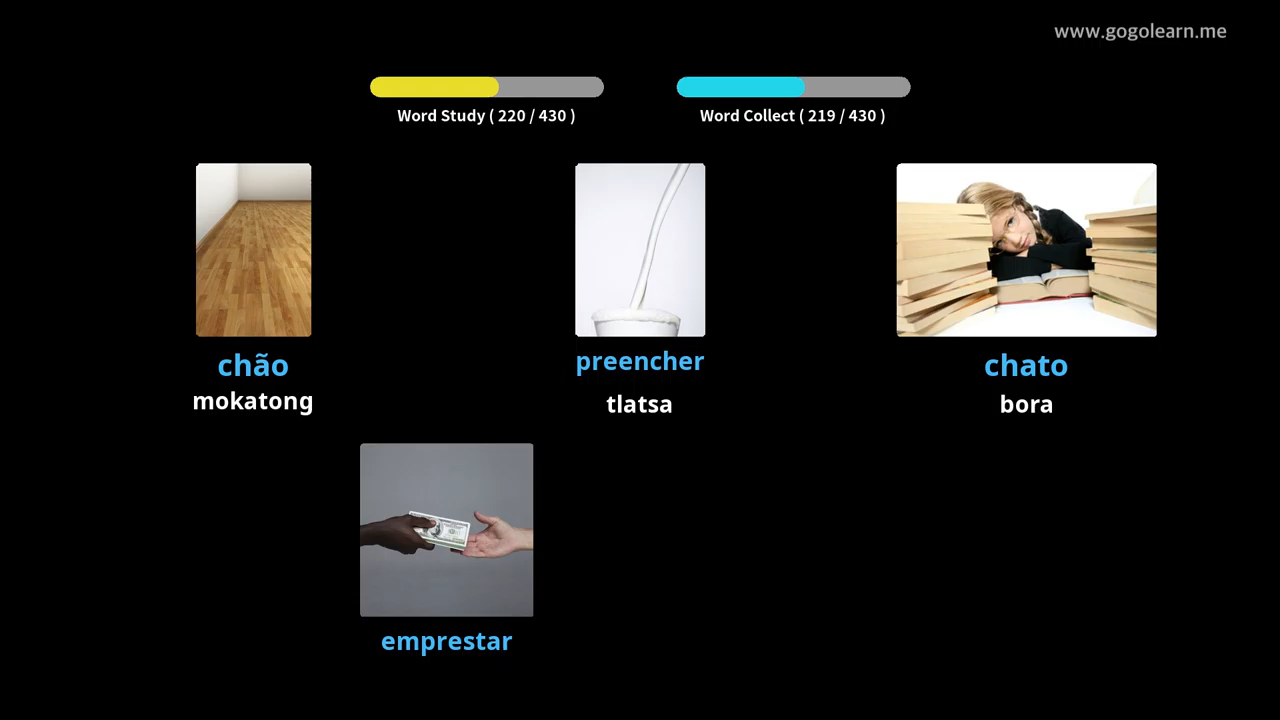 www.gogolearn.me
Word Study ( 220 / 430 )
Word Collect ( 219 / 430 )
chão
mokatong
preencher
tlatsa
chato
bora
emprestar